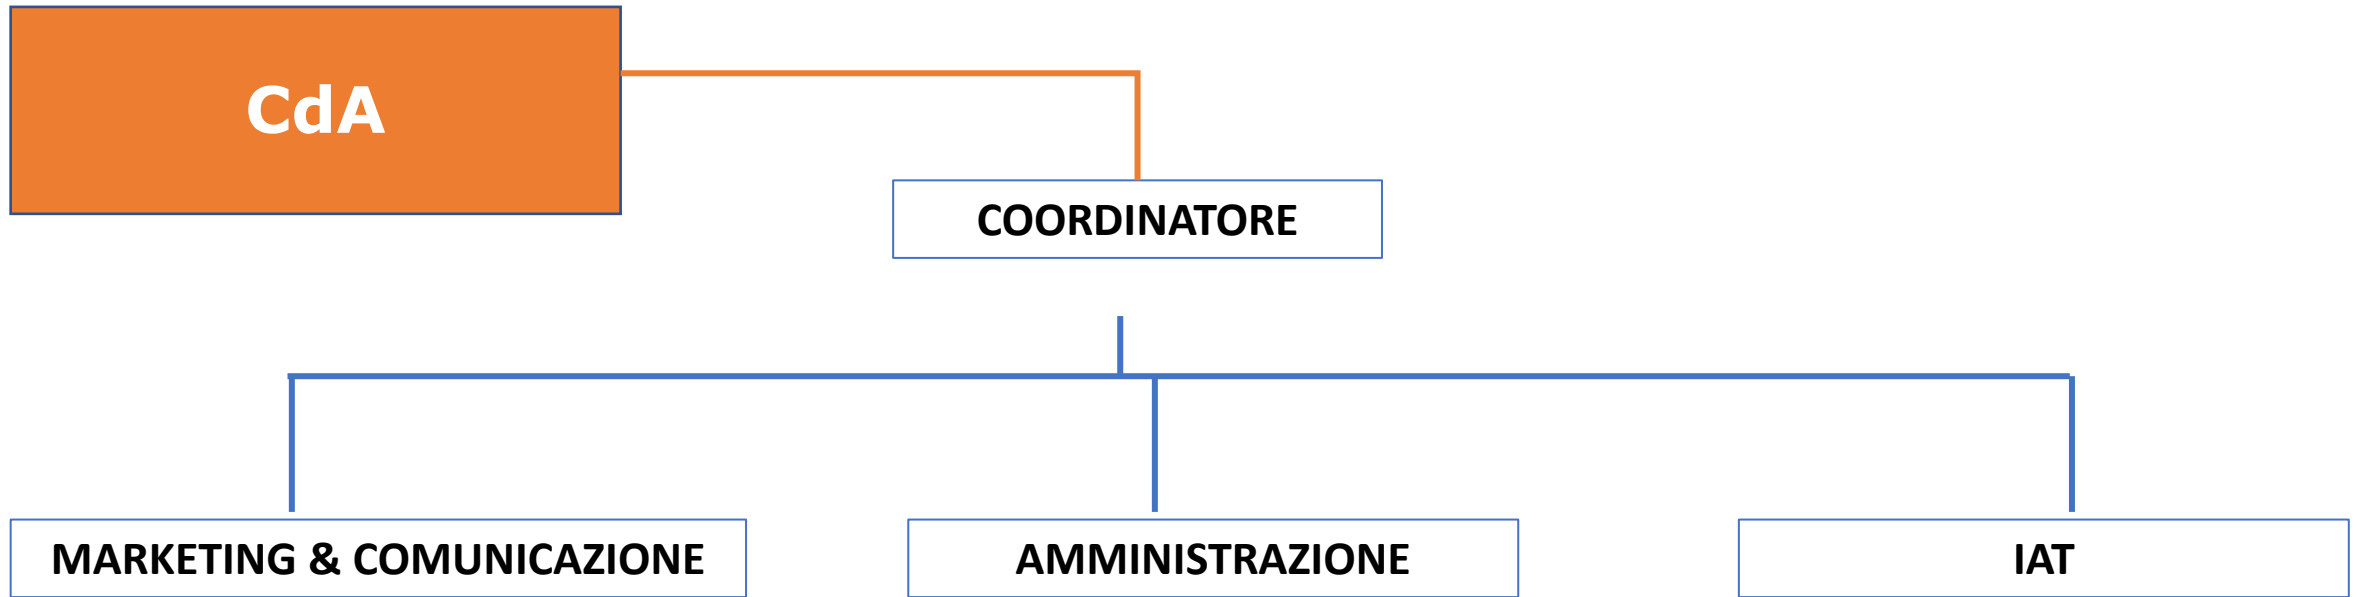 CdA
COORDINATORE
MARKETING & COMUNICAZIONE
AMMINISTRAZIONE
IAT